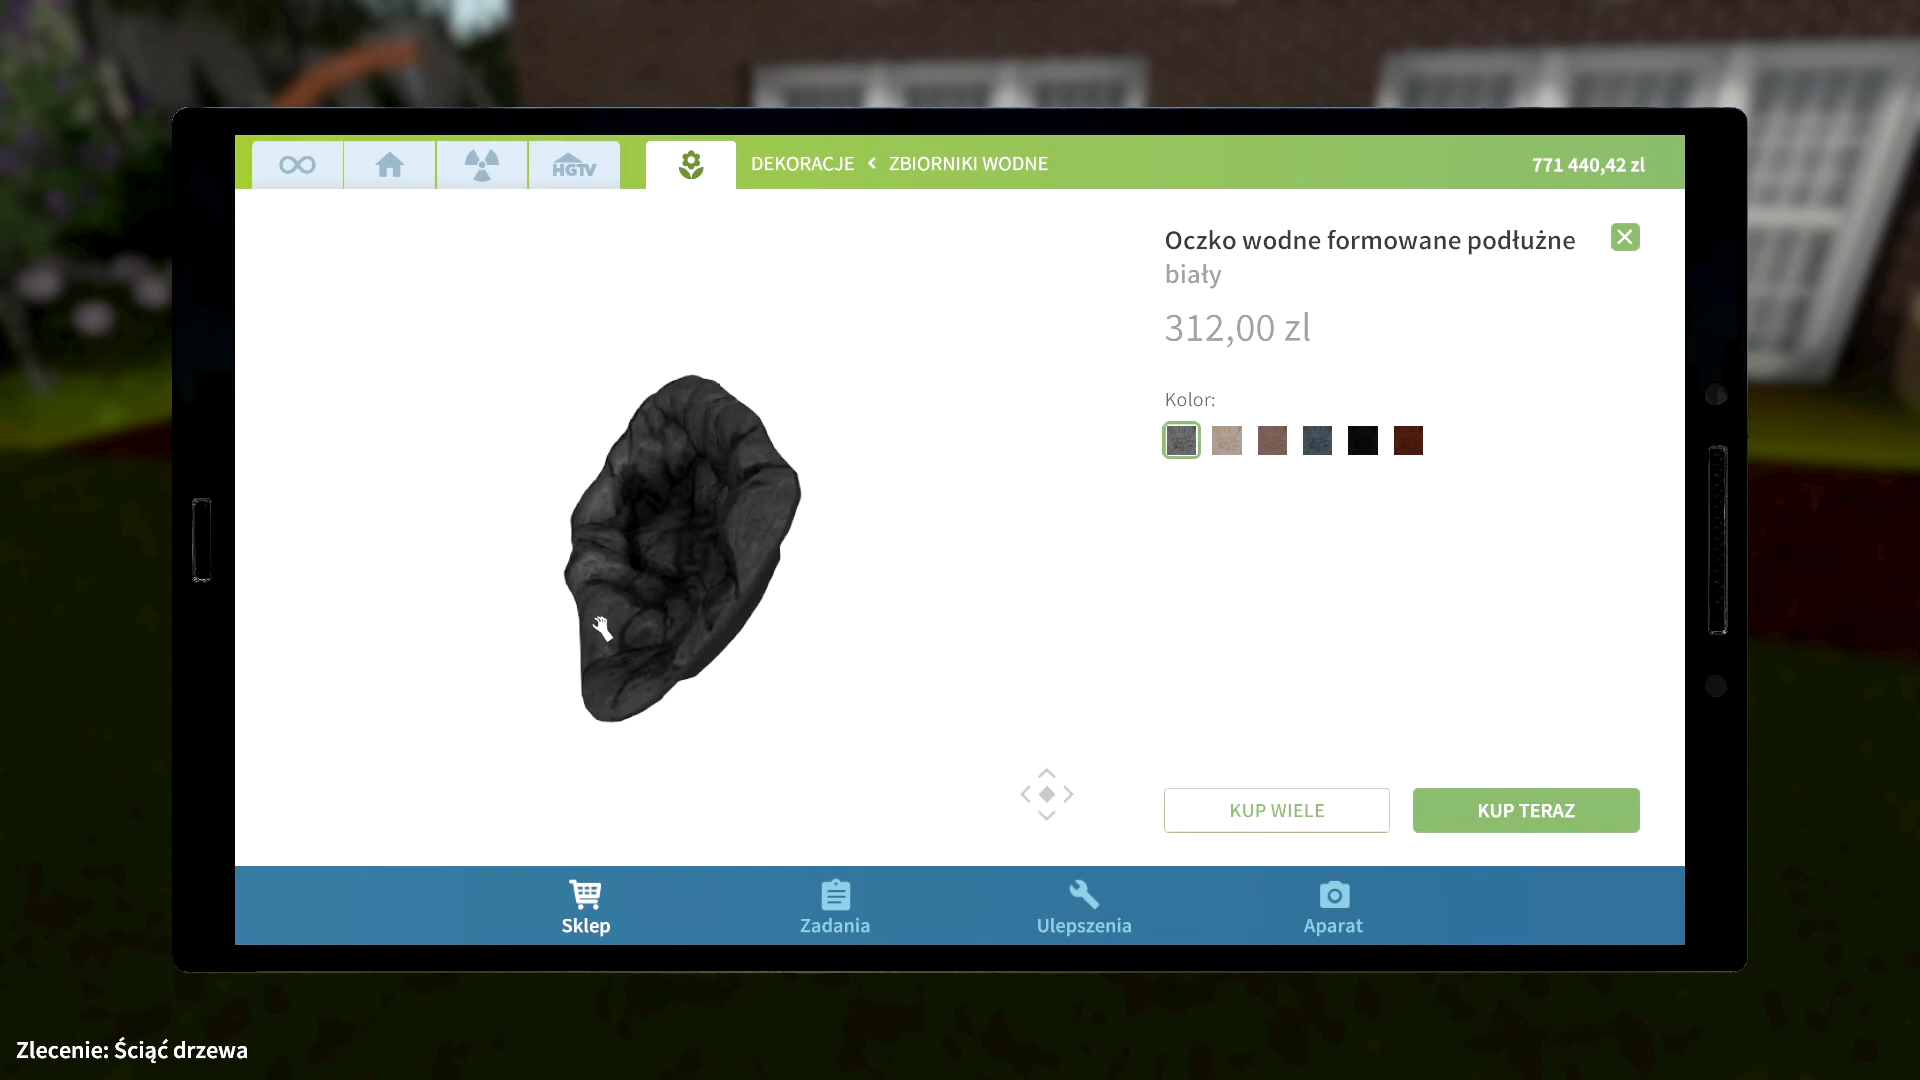 HGTV
DEKORACJE < ZBIORNIKI WODNE
771 440,42 zl
Oczko wodne formowane podłużne
biały
312,00 zl
Kolor:
KUP WIELE
KUP TERAZ
Sklep
Zadania
Ulepszenia
Aparat
Zlecenie: Ściąć drzewa